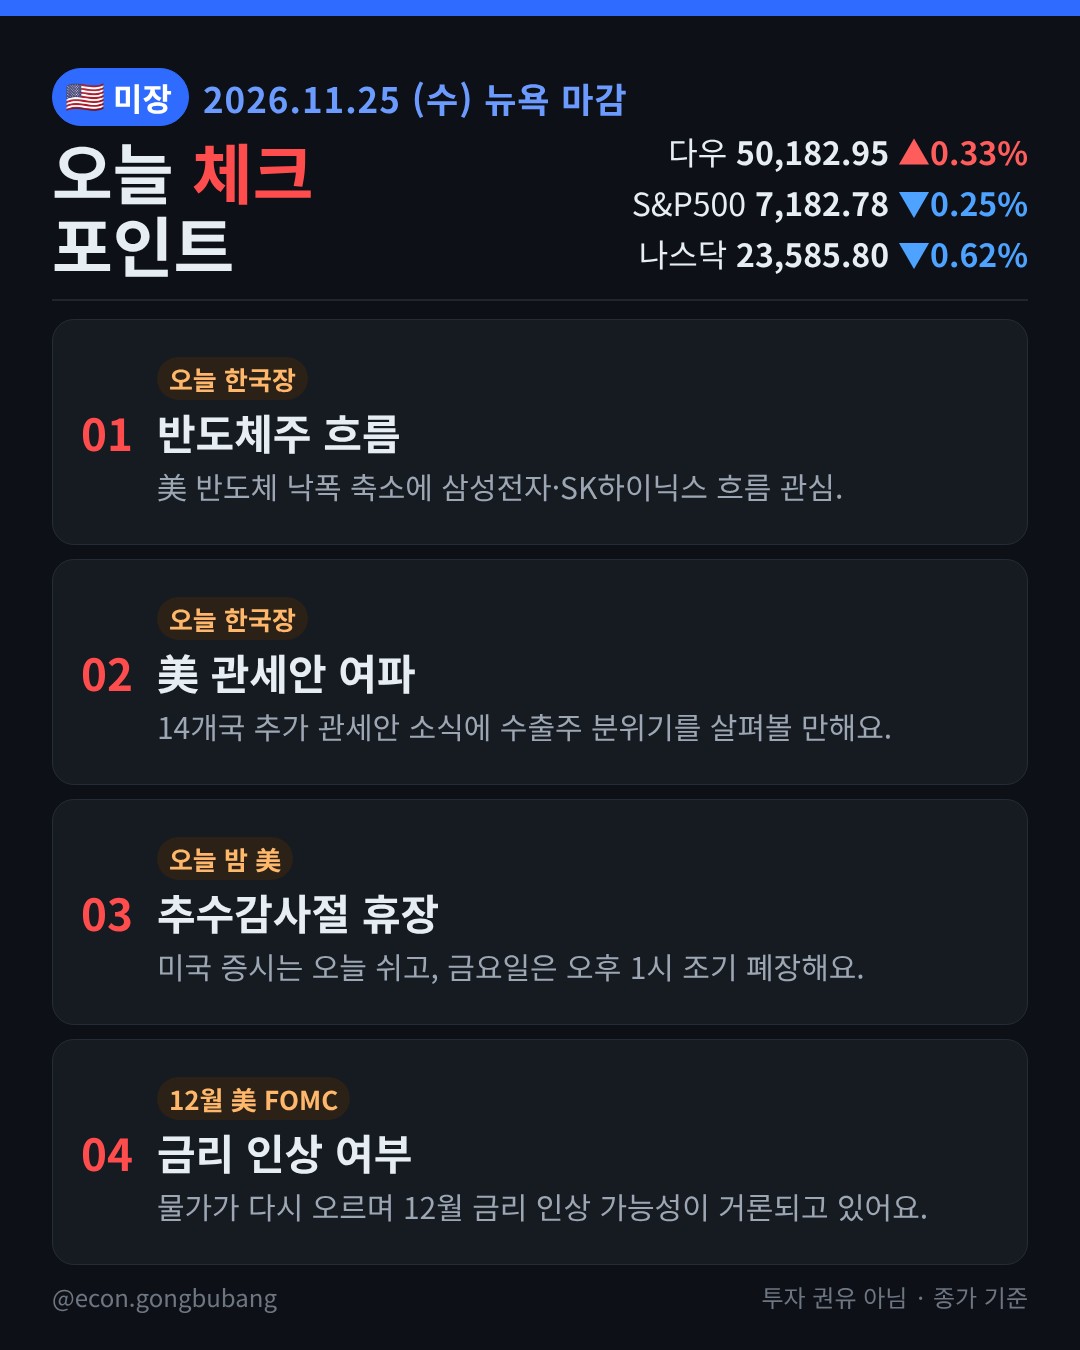 🇺🇸 미장 2026.11.25 (수) 뉴욕 마감
오늘 체크
포인트
다우 50,182.95 ▲0.33%
S&P500 7,182.78 ▼0.25%
나스닥 23,585.80 ▼0.62%
오늘 한국장
01 반도체주 흐름
美 반도체 낙폭 축소에 삼성전자·SK하이닉스 흐름 관심.
오늘 한국장
02 美 관세안 여파
14개국 추가 관세안 소식에 수출주 분위기를 살펴볼 만해요.
오늘 밤 美
03 추수감사절 휴장
미국 증시는 오늘 쉬고, 금요일은 오후 1시 조기 폐장해요.
12월 美 FOMC
04 금리 인상 여부
물가가 다시 오르며 12월 금리 인상 가능성이 거론되고 있어요.
@econ.gongbubang
투자 권유 아님 · 종가 기준